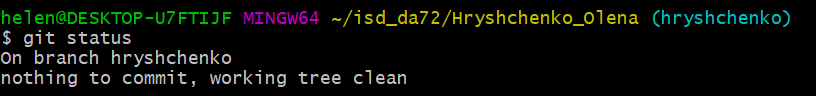 helen@DESKTOP-U7FTIJF MINGW64 ~/isd_da72/Hryshchenko_Olena (hryshchenko)
$ git status
On branch hryshchenko
nothing to commit, working tree clean